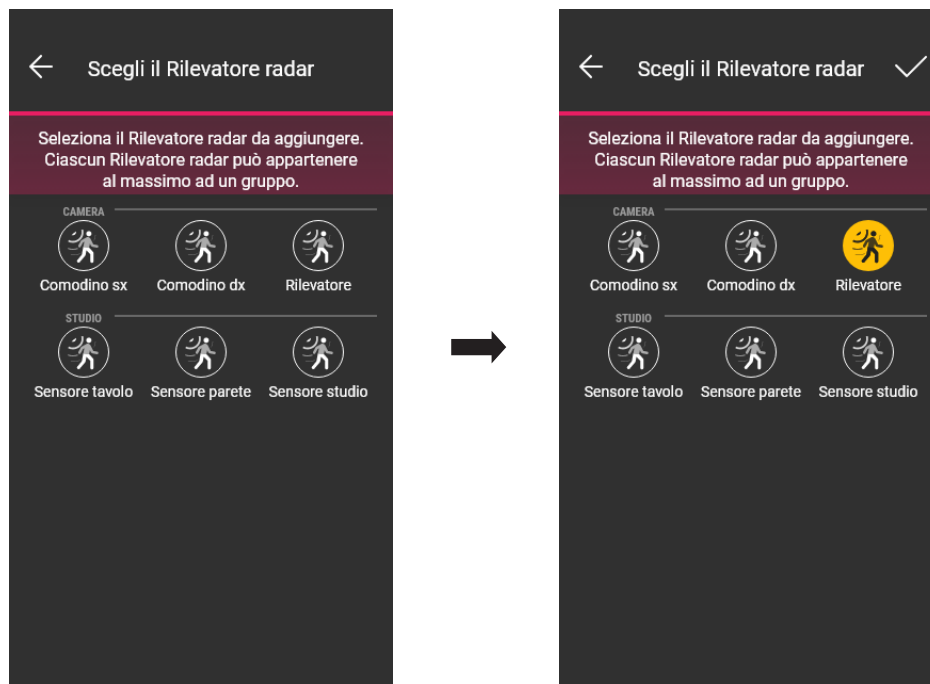 Scegli il Rilevatore radar
Seleziona il Rilevatore radar da aggiungere.
Ciascun Rilevatore radar può appartenere
al massimo ad un gruppo.
CAMERA
Comodino sx Comodino dx Rilevatore
STUDIO
Sensore tavolo Sensore parete Sensore studio
Scegli il Rilevatore radar
Seleziona il Rilevatore radar da aggiungere.
Ciascun Rilevatore radar può appartenere
al massimo ad un gruppo.
CAMERA
Comodino sx Comodino dx Rilevatore
STUDIO
Sensore tavolo Sensore parete Sensore studio